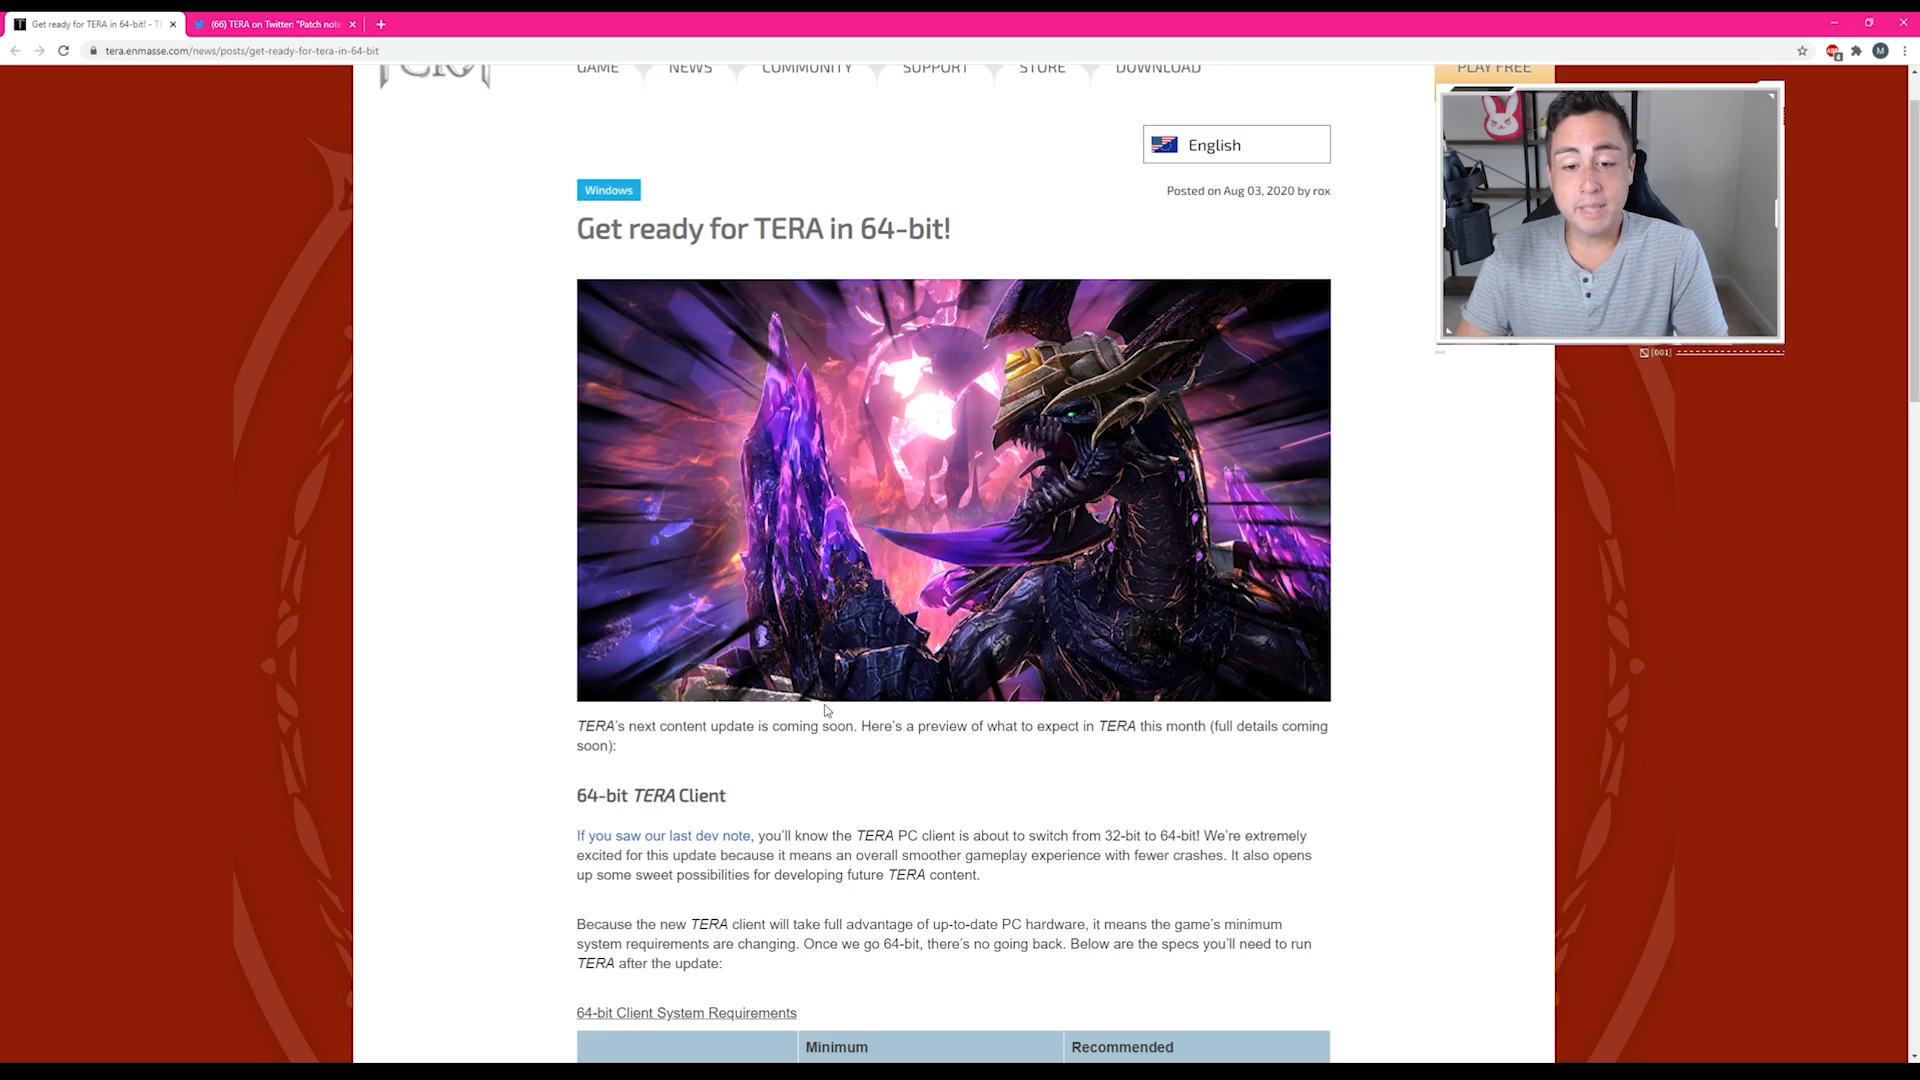 Get ready for TERA in 64-bit! - T
(66) TERA on Twitter: "Patch note
tera.enmasse.com/news/posts/get-ready-for-tera-in-64-bit
M
TERA
GAME
NEWS
COMMUNITY
SUPPORT
STORE
DOWNLOAD
PLAY FREE
English
Windows
Posted on Aug 03, 2020 by rox
Get ready for TERA in 64-bit!
[001]
TERA's next content update is coming soon. Here's a preview of what to expect in TERA this month (full details coming
soon):
64-bit TERA Client
If you saw our last dev note, you'll know the TERA PC client is about to switch from 32-bit to 64-bit! We're extremely
excited for this update because it means an overall smoother gameplay experience with fewer crashes. It also opens
up some sweet possibilities for developing future TERA content.
Because the new TERA client will take full advantage of up-to-date PC hardware, it means the game's minimum
system requirements are changing. Once we go 64-bit, there's no going back. Below are the specs you'll need to run
TERA after the update:
64-bit Client System Requirements
Minimum
Recommended